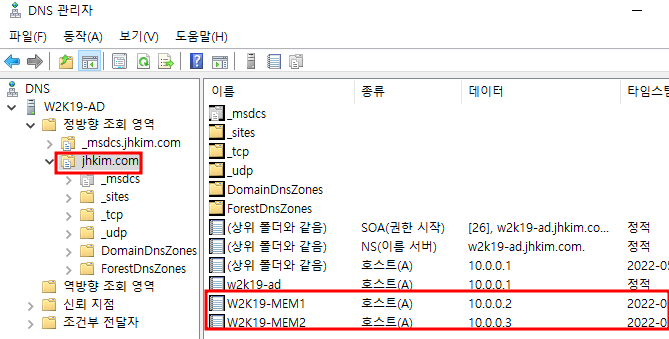 DNS 관리자
파일(F) 동작(A) 보기(V) 도움말(H)
DNS
W2K19-AD
정방향 조회 영역
_msdcs.jhkim.com
jhkim.com
_msdcs
_sites
_tcp
_udp
DomainDnsZones
ForestDnsZones
역방향 조회 영역
신뢰 지점
조건부 전달자
이름 종류 데이터 타임스탬
_msdcs
_sites
_tcp
_udp
DomainDnsZones
ForestDnsZones
(상위 폴더와 같음) SOA(권한 시작) [26], w2k19-ad.jhkim.co... 정적
(상위 폴더와 같음) NS(이름 서버) w2k19-ad.jhkim.com. 정적
(상위 폴더와 같음) 호스트(A) 10.0.0.1 2022-0
w2k19-ad 호스트(A) 10.0.0.1 정적
W2K19-MEM1 호스트(A) 10.0.0.2 2022-0
W2K19-MEM2 호스트(A) 10.0.0.3 2022-0